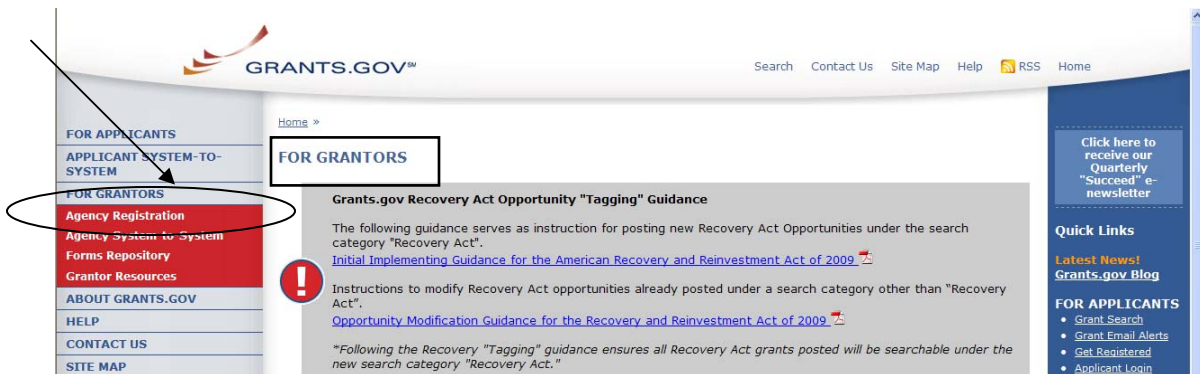 GRANTS.GOV℠
Search Contact Us Site Map Help RSS Home
FOR APPLICANTS
APPLICANT SYSTEM-TO-
SYSTEM
FOR GRANTORS
Agency Registration
Agency System-to-System
Forms Repository
Grantor Resources
ABOUT GRANTS.GOV
HELP
CONTACT US
SITE MAP
Home »
FOR GRANTORS
Grants.gov Recovery Act Opportunity "Tagging" Guidance
The following guidance serves as instruction for posting new Recovery Act Opportunities under the search
category "Recovery Act".
Initial Implementing Guidance for the American Recovery and Reinvestment Act of 2009
Instructions to modify Recovery Act opportunities already posted under a search category other than “Recovery
Act”.
Opportunity Modification Guidance for the Recovery and Reinvestment Act of 2009
*Following the Recovery "Tagging" guidance ensures all Recovery Act grants posted will be searchable under the
new search category "Recovery Act."
Click here to
receive our
Quarterly
"Succeed" e-
newsletter
Quick Links
Latest News!
Grants.gov Blog
FOR APPLICANTS
• Grant Search
• Grant Email Alerts
• Get Registered
• Applicant Login